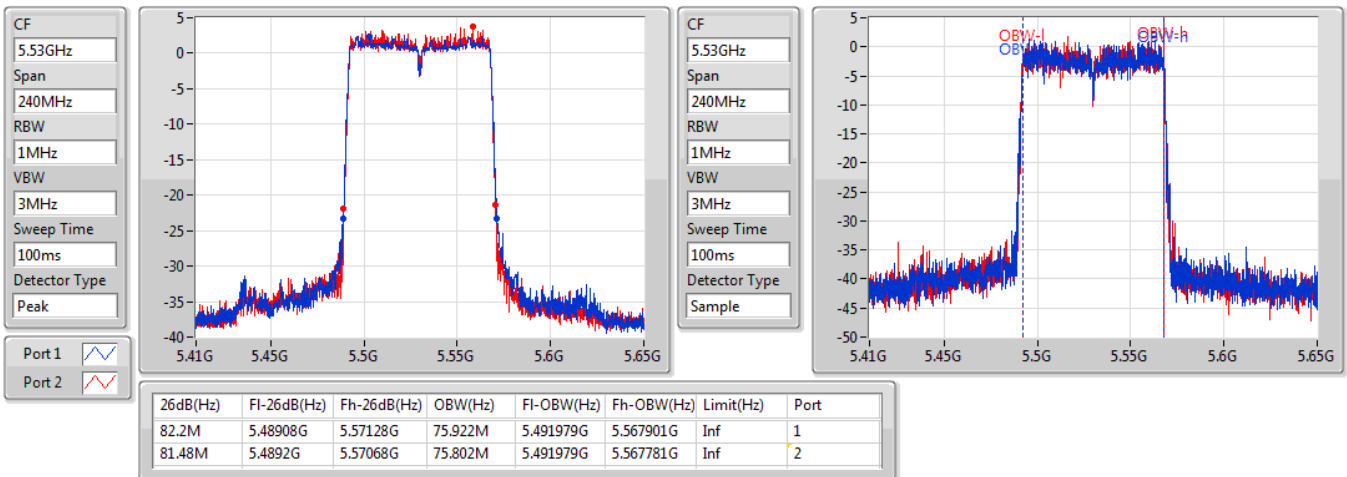 CF
5.53GHz
Span
240MHz
RBW
1MHz
VBW
3MHz
Sweep Time
100ms
Detector Type
Peak
Port 1
Port 2
5
0
-5
-10
-15
-20
-25
-30
-35
-40
5.41G 5.45G 5.5G 5.55G 5.6G 5.65G
CF
5.53GHz
Span
240MHz
RBW
1MHz
VBW
3MHz
Sweep Time
100ms
Detector Type
Sample
5
0
-5
-10
-15
-20
-25
-30
-35
-40
-45
-50
OBW-l OBW-h
OBW-h
5.41G 5.45G 5.5G 5.55G 5.6G 5.65G
26dB(Hz) Fl-26dB(Hz) Fh-26dB(Hz) OBW(Hz) Fl-OBW(Hz) Fh-OBW(Hz) Limit(Hz) Port
82.2M 5.48908G 5.57128G 75.922M 5.491979G 5.567901G Inf 1
81.48M 5.4892G 5.57068G 75.802M 5.491979G 5.567781G Inf 2